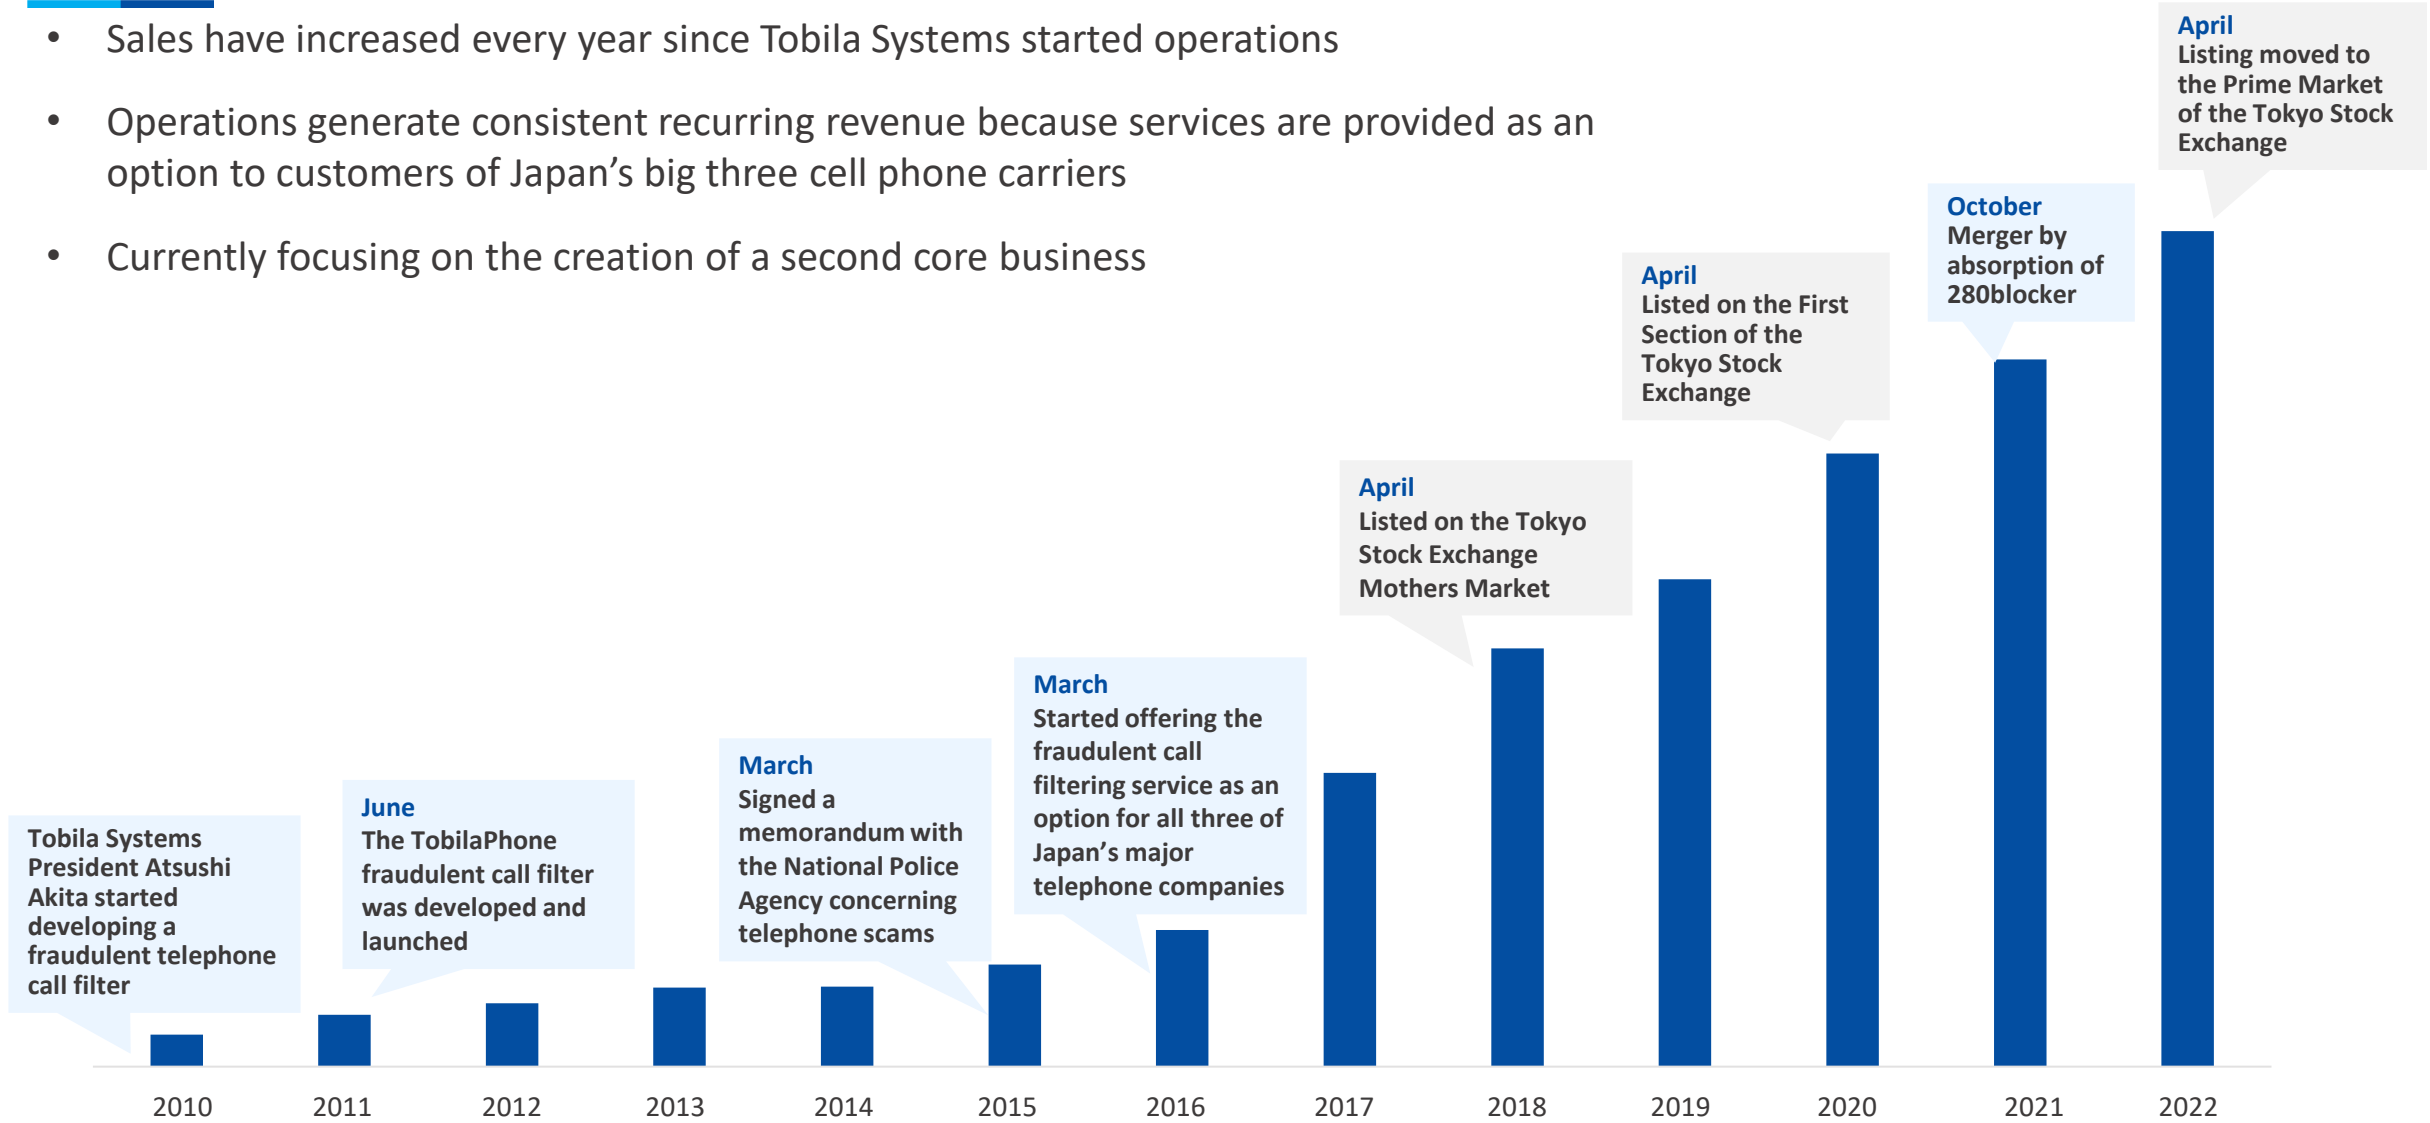 • Sales have increased every year since Tobila Systems started operations
• Operations generate consistent recurring revenue because services are provided as an
option to customers of Japan’s big three cell phone carriers
• Currently focusing on the creation of a second core business
Tobila Systems
President Atsushi
Akita started
developing a
fraudulent telephone
call filter
June
The TobilaPhone
fraudulent call filter
was developed and
launched
March
Signed a
memorandum with
the National Police
Agency concerning
telephone scams
March
Started offering the
fraudulent call
filtering service as an
option for all three of
Japan’s major
telephone companies
April
Listed on the Tokyo
Stock Exchange
Mothers Market
April
Listed on the First
Section of the
Tokyo Stock
Exchange
October
Merger by
absorption of
280blocker
April
Listing moved to
the Prime Market
of the Tokyo Stock
Exchange
2010 2011 2012 2013 2014 2015 2016 2017 2018 2019 2020 2021 2022